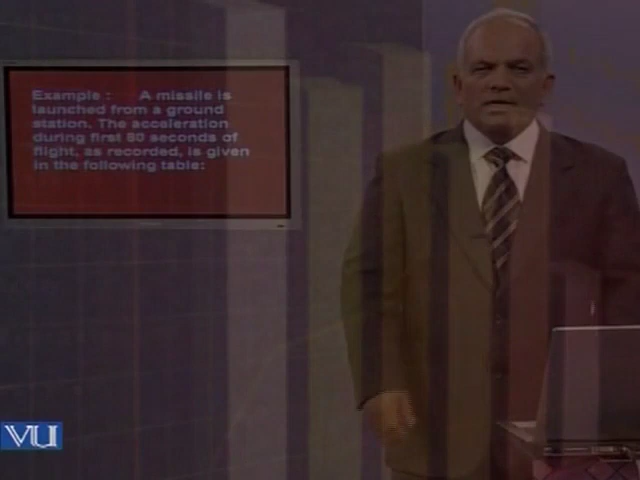 Example : A missile is
launched from a ground
station. The acceleration
during first 80 seconds of
flight, as recorded, is given
in the following table:
VU